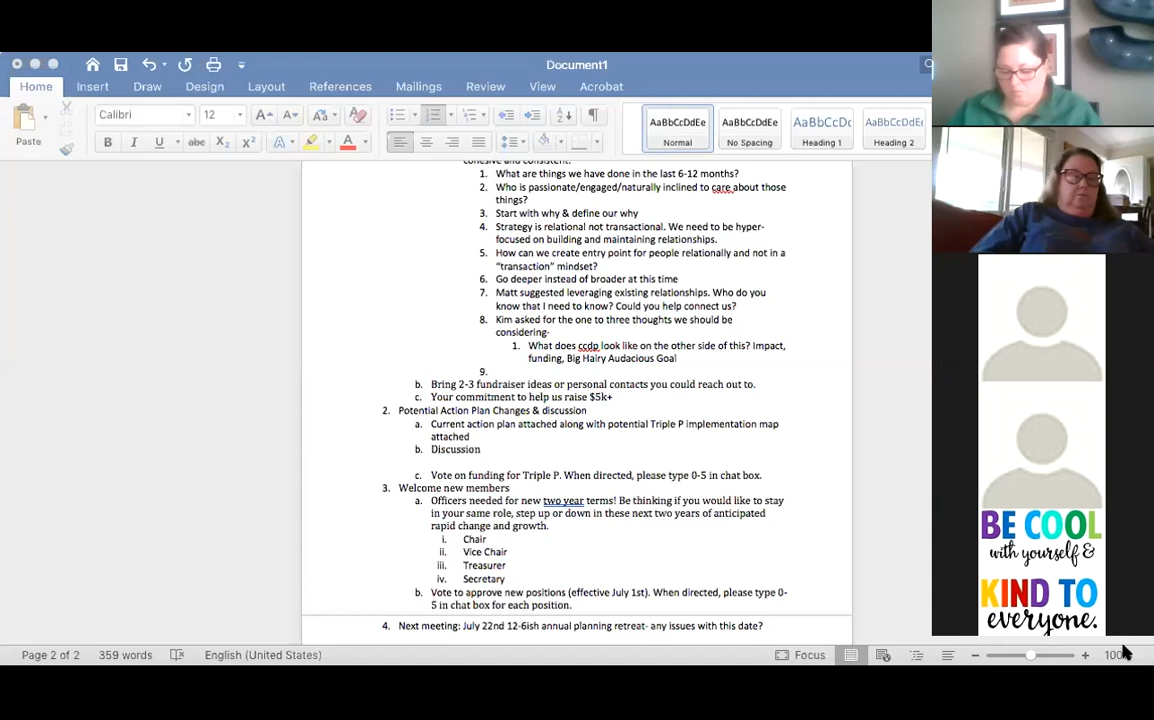 Document1
Home Insert Draw Design Layout References Mailings Review View Acrobat
Calibri 12
Paste
B I U abc X₂ X² A A
AaBbCcDdEe AaBbCcDdEe AaBbCcDc AaBbCcDdEe
Normal No Spacing Heading 1 Heading 2
cohesive and consistent.
1. What are things we have done in the last 6-12 months?
2. Who is passionate/engaged/naturally inclined to care about those
things?
3. Start with why & define our why
4. Strategy is relational not transactional. We need to be hyper-
focused on building and maintaining relationships.
5. How can we create entry point for people relationally and not in a
“transaction” mindset?
6. Go deeper instead of broader at this time
7. Matt suggested leveraging existing relationships. Who do you
know that I need to know? Could you help connect us?
8. Kim asked for the one to three thoughts we should be
considering-
1. What does ccdp look like on the other side of this? Impact,
funding, Big Hairy Audacious Goal
9.
b. Bring 2-3 fundraiser ideas or personal contacts you could reach out to.
c. Your commitment to help us raise $5k+
2. Potential Action Plan Changes & discussion
a. Current action plan attached along with potential Triple P implementation map
attached
b. Discussion
c. Vote on funding for Triple P. When directed, please type 0-5 in chat box.
3. Welcome new members
a. Officers needed for new two year terms! Be thinking if you would like to stay
in your same role, step up or down in these next two years of anticipated
rapid change and growth.
i. Chair
ii. Vice Chair
iii. Treasurer
iv. Secretary
b. Vote to approve new positions (effective July 1st). When directed, please type 0-
5 in chat box for each position.
4. Next meeting: July 22nd 12-6ish annual planning retreat- any issues with this date?
Page 2 of 2 359 words English (United States) Focus
BE COOL
with yourself &
KIND TO
everyone.